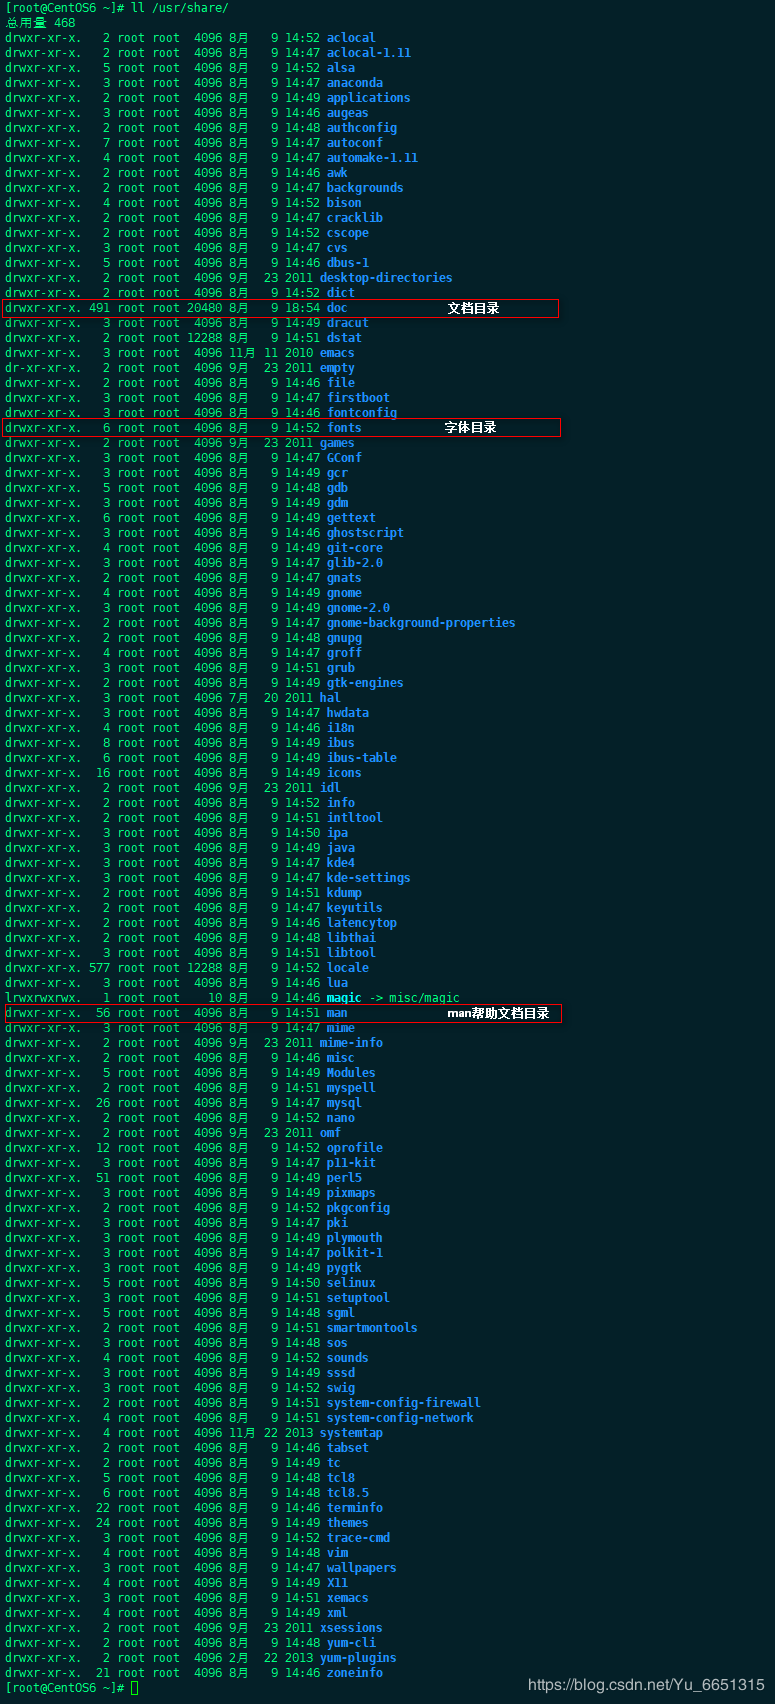 [root@CentOS6 ~]# ll /usr/share/
总用量 468
drwxr-xr-x. 2 root root 4096 8月 9 14:52 aclocal
drwxr-xr-x. 2 root root 4096 8月 9 14:47 aclocal-1.11
drwxr-xr-x. 5 root root 4096 8月 9 14:52 alsa
drwxr-xr-x. 3 root root 4096 8月 9 14:47 anaconda
drwxr-xr-x. 2 root root 4096 8月 9 14:49 applications
drwxr-xr-x. 3 root root 4096 8月 9 14:46 augeas
drwxr-xr-x. 2 root root 4096 8月 9 14:48 authconfig
drwxr-xr-x. 7 root root 4096 8月 9 14:47 autoconf
drwxr-xr-x. 4 root root 4096 8月 9 14:47 automake-1.11
drwxr-xr-x. 2 root root 4096 8月 9 14:46 awk
drwxr-xr-x. 2 root root 4096 8月 9 14:47 backgrounds
drwxr-xr-x. 4 root root 4096 8月 9 14:52 bison
drwxr-xr-x. 2 root root 4096 8月 9 14:47 cracklib
drwxr-xr-x. 2 root root 4096 8月 9 14:52 cscope
drwxr-xr-x. 3 root root 4096 8月 9 14:47 cvs
drwxr-xr-x. 5 root root 4096 8月 9 14:46 dbus-1
drwxr-xr-x. 2 root root 4096 9月 23 2011 desktop-directories
drwxr-xr-x. 2 root root 4096 8月 9 14:52 dict
drwxr-xr-x. 491 root root 20480 8月 9 18:54 doc 文档目录
drwxr-xr-x. 3 root root 4096 8月 9 14:49 dracut
drwxr-xr-x. 2 root root 12288 8月 9 14:51 dstat
drwxr-xr-x. 3 root root 4096 11月 11 2010 emacs
dr-xr-xr-x. 2 root root 4096 9月 23 2011 empty
drwxr-xr-x. 2 root root 4096 8月 9 14:46 file
drwxr-xr-x. 3 root root 4096 8月 9 14:47 firstboot
drwxr-xr-x. 3 root root 4096 8月 9 14:46 fontconfig
drwxr-xr-x. 6 root root 4096 8月 9 14:52 fonts 字体目录
drwxr-xr-x. 2 root root 4096 9月 23 2011 games
drwxr-xr-x. 3 root root 4096 8月 9 14:47 GConf
drwxr-xr-x. 3 root root 4096 8月 9 14:49 gcr
drwxr-xr-x. 5 root root 4096 8月 9 14:48 gdb
drwxr-xr-x. 3 root root 4096 8月 9 14:49 gdm
drwxr-xr-x. 6 root root 4096 8月 9 14:49 gettext
drwxr-xr-x. 3 root root 4096 8月 9 14:46 ghostscript
drwxr-xr-x. 4 root root 4096 8月 9 14:49 git-core
drwxr-xr-x. 3 root root 4096 8月 9 14:47 glib-2.0
drwxr-xr-x. 2 root root 4096 8月 9 14:47 gnats
drwxr-xr-x. 4 root root 4096 8月 9 14:49 gnome
drwxr-xr-x. 3 root root 4096 8月 9 14:49 gnome-2.0
drwxr-xr-x. 2 root root 4096 8月 9 14:47 gnome-background-properties
drwxr-xr-x. 2 root root 4096 8月 9 14:48 gnupg
drwxr-xr-x. 4 root root 4096 8月 9 14:47 groff
drwxr-xr-x. 3 root root 4096 8月 9 14:51 grub
drwxr-xr-x. 2 root root 4096 8月 9 14:49 gtk-engines
drwxr-xr-x. 3 root root 4096 7月 20 2011 hal
drwxr-xr-x. 3 root root 4096 8月 9 14:47 hwdata
drwxr-xr-x. 4 root root 4096 8月 9 14:46 i18n
drwxr-xr-x. 8 root root 4096 8月 9 14:49 ibus
drwxr-xr-x. 6 root root 4096 8月 9 14:49 ibus-table
drwxr-xr-x. 16 root root 4096 8月 9 14:49 icons
drwxr-xr-x. 2 root root 4096 9月 23 2011 idl
drwxr-xr-x. 2 root root 4096 8月 9 14:52 info
drwxr-xr-x. 2 root root 4096 8月 9 14:51 intltool
drwxr-xr-x. 3 root root 4096 8月 9 14:50 ipa
drwxr-xr-x. 3 root root 4096 8月 9 14:49 java
drwxr-xr-x. 3 root root 4096 8月 9 14:47 kde4
drwxr-xr-x. 3 root root 4096 8月 9 14:47 kde-settings
drwxr-xr-x. 2 root root 4096 8月 9 14:51 kdump
drwxr-xr-x. 2 root root 4096 8月 9 14:47 keyutils
drwxr-xr-x. 2 root root 4096 8月 9 14:46 latencytop
drwxr-xr-x. 2 root root 4096 8月 9 14:48 libthai
drwxr-xr-x. 3 root root 4096 8月 9 14:51 libtool
drwxr-xr-x. 577 root root 12288 8月 9 14:52 locale
drwxr-xr-x. 3 root root 4096 8月 9 14:46 lua
lrwxrwxrwx. 1 root root 10 8月 9 14:46 magic -> misc/magic
drwxr-xr-x. 56 root root 4096 8月 9 14:51 man man帮助文档目录
drwxr-xr-x. 3 root root 4096 8月 9 14:47 mime
drwxr-xr-x. 2 root root 4096 9月 23 2011 mime-info
drwxr-xr-x. 2 root root 4096 8月 9 14:46 misc
drwxr-xr-x. 5 root root 4096 8月 9 14:49 Modules
drwxr-xr-x. 2 root root 4096 8月 9 14:51 myspell
drwxr-xr-x. 26 root root 4096 8月 9 14:47 mysql
drwxr-xr-x. 2 root root 4096 8月 9 14:52 nano
drwxr-xr-x. 2 root root 4096 9月 23 2011 omf
drwxr-xr-x. 12 root root 4096 8月 9 14:52 oprofile
drwxr-xr-x. 3 root root 4096 8月 9 14:47 p11-kit
drwxr-xr-x. 51 root root 4096 8月 9 14:49 perl5
drwxr-xr-x. 3 root root 4096 8月 9 14:49 pixmaps
drwxr-xr-x. 2 root root 4096 8月 9 14:52 pkgconfig
drwxr-xr-x. 3 root root 4096 8月 9 14:47 pki
drwxr-xr-x. 3 root root 4096 8月 9 14:49 plymouth
drwxr-xr-x. 3 root root 4096 8月 9 14:47 polkit-1
drwxr-xr-x. 3 root root 4096 8月 9 14:49 pygtk
drwxr-xr-x. 5 root root 4096 8月 9 14:50 selinux
drwxr-xr-x. 3 root root 4096 8月 9 14:51 setuptool
drwxr-xr-x. 5 root root 4096 8月 9 14:48 sgml
drwxr-xr-x. 2 root root 4096 8月 9 14:51 smartmontools
drwxr-xr-x. 3 root root 4096 8月 9 14:48 sos
drwxr-xr-x. 4 root root 4096 8月 9 14:52 sounds
drwxr-xr-x. 3 root root 4096 8月 9 14:49 sssd
drwxr-xr-x. 3 root root 4096 8月 9 14:52 swig
drwxr-xr-x. 2 root root 4096 8月 9 14:51 system-config-firewall
drwxr-xr-x. 4 root root 4096 8月 9 14:51 system-config-network
drwxr-xr-x. 4 root root 4096 11月 22 2013 systemtap
drwxr-xr-x. 2 root root 4096 8月 9 14:46 tabset
drwxr-xr-x. 2 root root 4096 8月 9 14:49 tc
drwxr-xr-x. 5 root root 4096 8月 9 14:48 tcl8
drwxr-xr-x. 6 root root 4096 8月 9 14:48 tcl8.5
drwxr-xr-x. 22 root root 4096 8月 9 14:46 terminfo
drwxr-xr-x. 24 root root 4096 8月 9 14:49 themes
drwxr-xr-x. 3 root root 4096 8月 9 14:52 trace-cmd
drwxr-xr-x. 4 root root 4096 8月 9 14:48 vim
drwxr-xr-x. 3 root root 4096 8月 9 14:47 wallpapers
drwxr-xr-x. 4 root root 4096 8月 9 14:49 X11
drwxr-xr-x. 3 root root 4096 8月 9 14:51 xemacs
drwxr-xr-x. 4 root root 4096 8月 9 14:49 xml
drwxr-xr-x. 2 root root 4096 9月 23 2011 xsessions
drwxr-xr-x. 2 root root 4096 8月 9 14:48 yum-cli
drwxr-xr-x. 2 root root 4096 2月 22 2013 yum-plugins
drwxr-xr-x. 21 root root 4096 8月 9 14:46 zoneinfo
[root@CentOS6 ~]#
https://blog.csdn.net/Yu_6651315